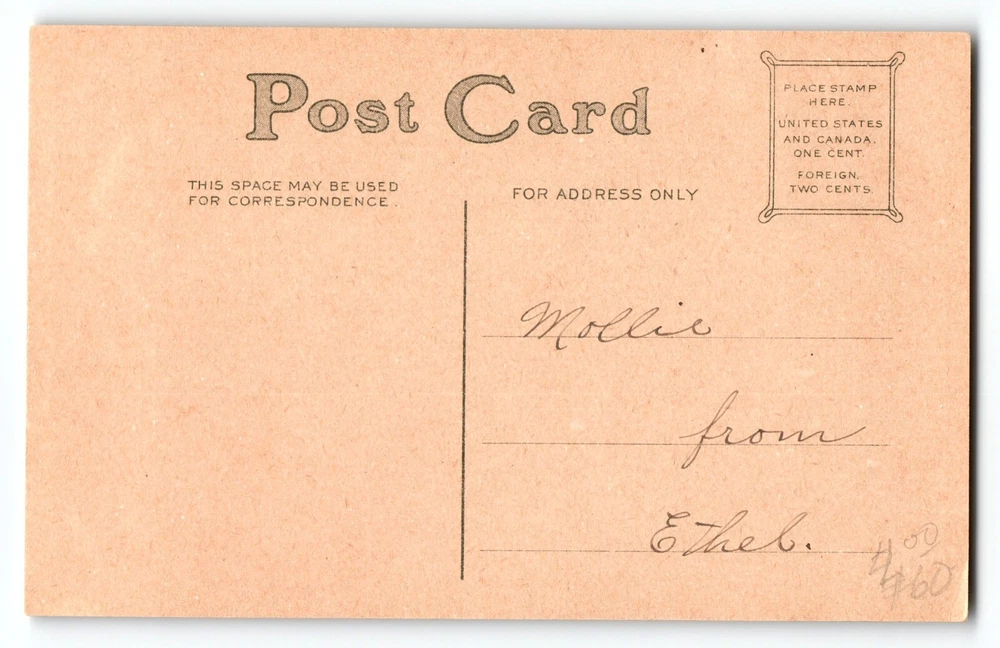 Post Card
PLACE STAMP
HERE.
UNITED STATES
AND CANADA,
ONE CENT.
FOREIGN,
TWO CENTS.
THIS SPACE MAY BE USED
FOR CORRESPONDENCE.
FOR ADDRESS ONLY
Mollie
from
Ethel.